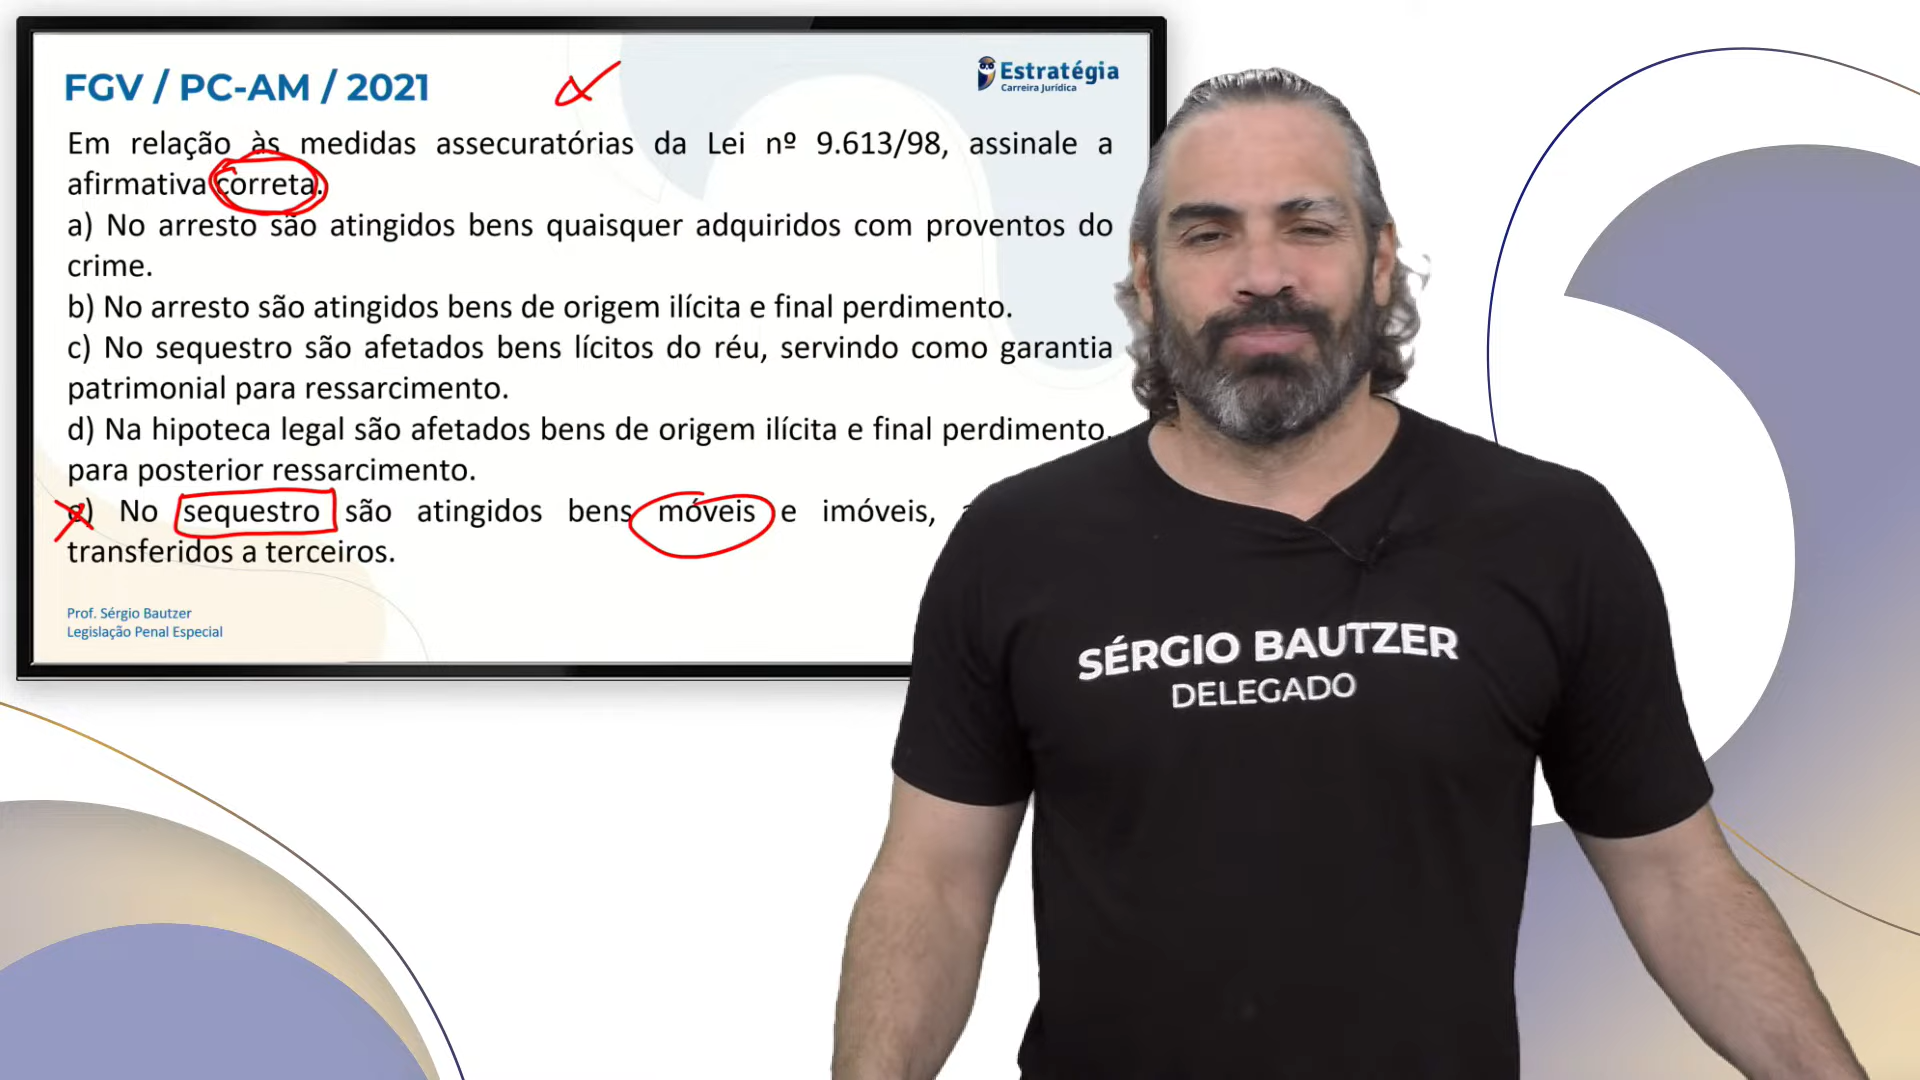 FGV / PC-AM / 2021
Estratégia
Carreira Jurídica
Em relação às medidas assecuratórias da Lei nº 9.613/98, assinale a
afirmativa correta.
a) No arresto são atingidos bens quaisquer adquiridos com proventos do
crime.
b) No arresto são atingidos bens de origem ilícita e final perdimento.
c) No sequestro são afetados bens lícitos do réu, servindo como garantia
patrimonial para ressarcimento.
d) Na hipoteca legal são afetados bens de origem ilícita e final perdimento,
para posterior ressarcimento.
e) No sequestro são atingidos bens móveis e imóveis,
transferidos a terceiros.
Prof. Sérgio Bautzer
Legislação Penal Especial
SÉRGIO BAUTZER
DELEGADO